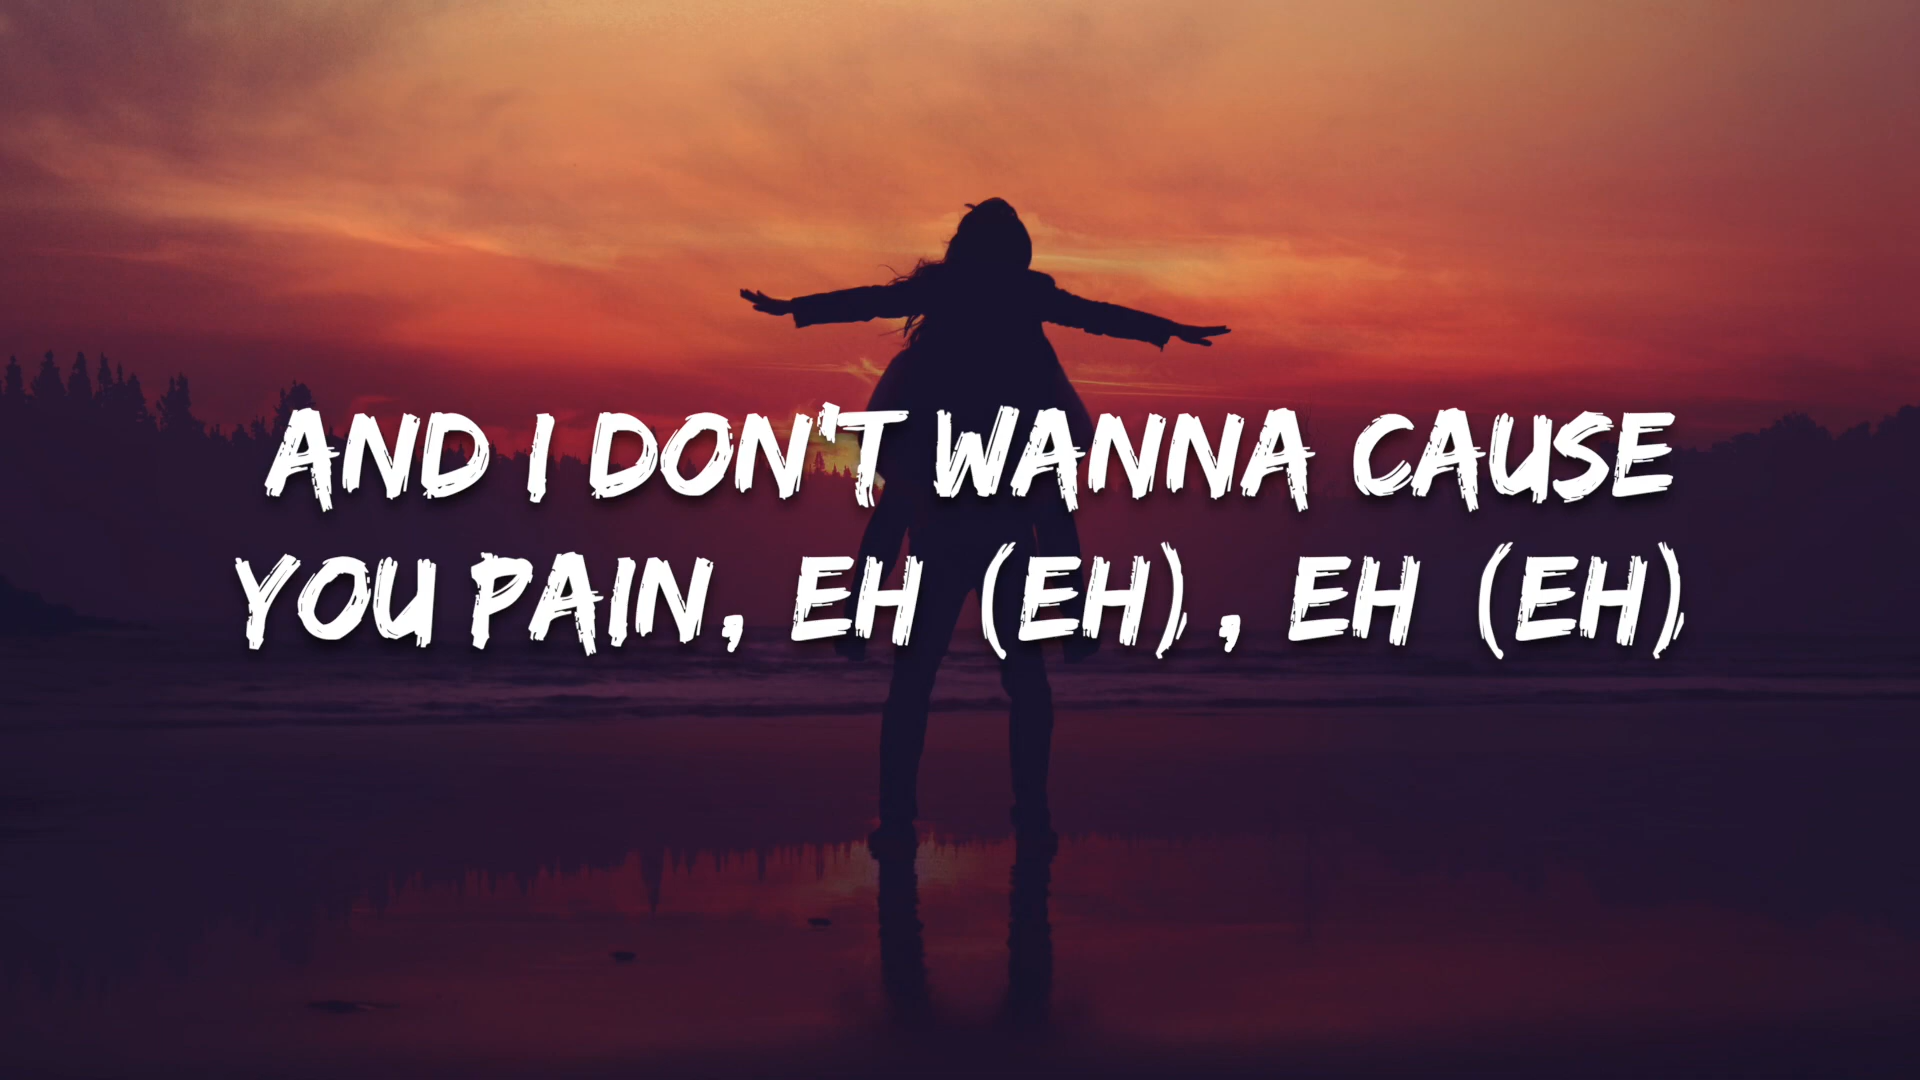 AND I DON'T WANNA CAUSE
YOU PAIN, EH (EH), EH (EH)